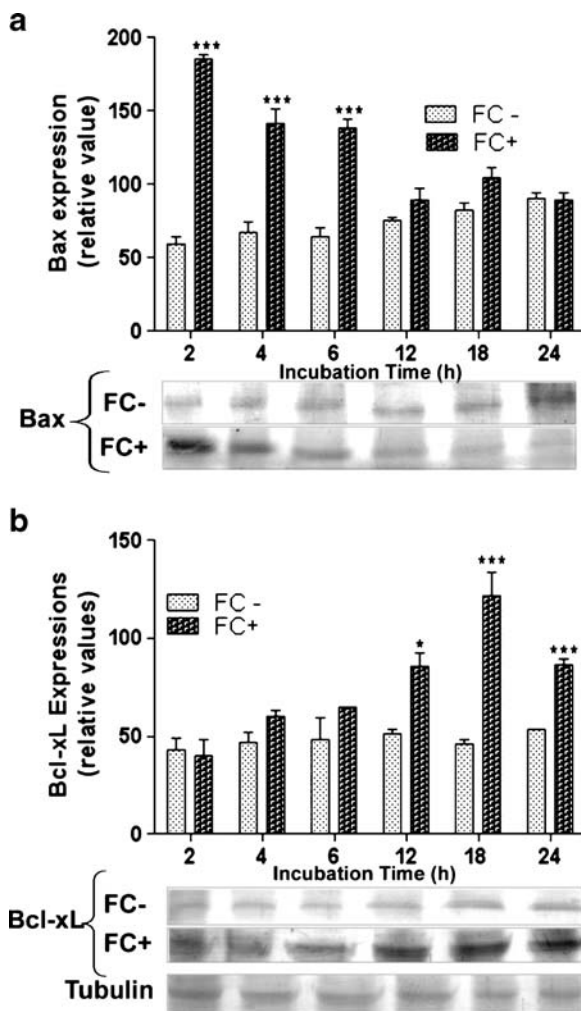 a
200
150
100
50
0
Bax expression
(relative value)
***
***
***
FC -
FC+
2 4 6 12 18 24
Incubation Time (h)
Bax
FC-
FC+
b
150
100
50
0
Bcl-xL Expressions
(relative values)
FC -
FC+
*
***
***
2 4 6 12 18 24
Incubation Time (h)
Bcl-xL
FC-
FC+
Tubulin